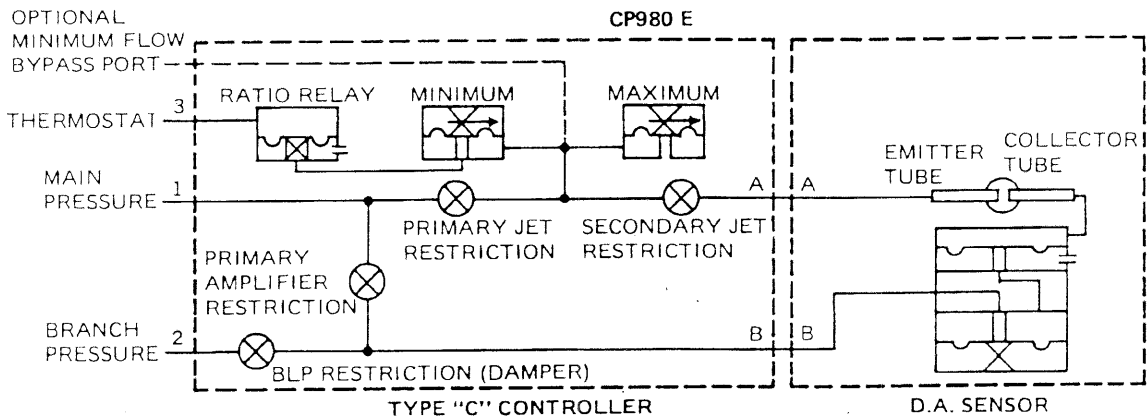 CP980 E
OPTIONAL
MINIMUM FLOW
BYPASS PORT
RATIO RELAY
MINIMUM
MAXIMUM
THERMOSTAT
3
EMITTER
TUBE
COLLECTOR
TUBE
MAIN
PRESSURE
1
A
A
PRIMARY JET
RESTRICTION
SECONDARY JET
RESTRICTION
PRIMARY
AMPLIFIER
RESTRICTION
BRANCH
PRESSURE
2
B
B
BLP RESTRICTION (DAMPER)
TYPE "C" CONTROLLER
D.A. SENSOR